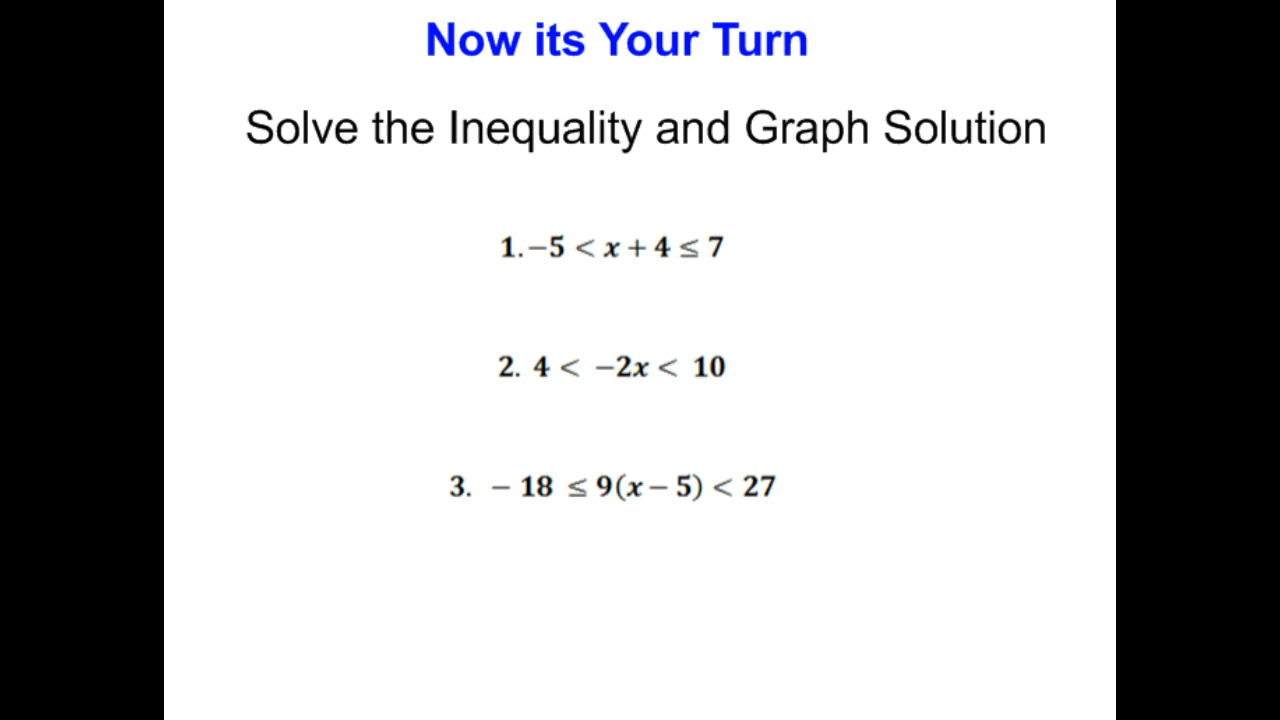 Now its Your Turn
Solve the Inequality and Graph Solution
1.−5 < x + 4 ≤ 7
2. 4 < −2x < 10
3. − 18 ≤ 9(x − 5) < 27